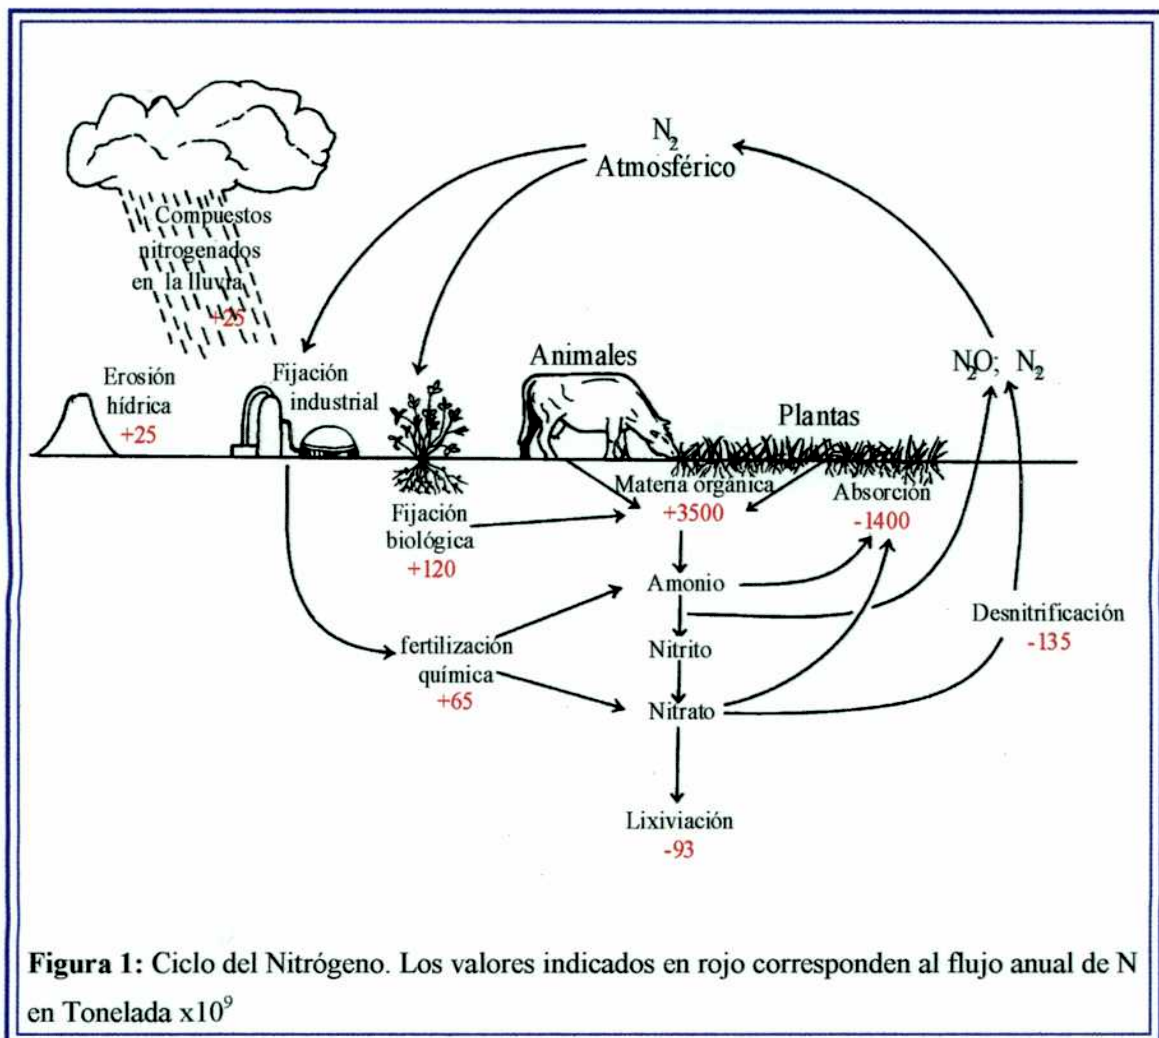 N₂
Atmosférico
Compuestos
nitrogenados
en la lluvia
+25
Erosión
hídrica
+25
Fijación
industrial
Animales
Plantas
N₂O; N₂
Fijación
biológica
+120
Materia orgánica
+3500
Absorción
-1400
Amonio
Nitrito
Nitrato
fertilización
química
+65
Desnitrificación
-135
Lixiviación
-93
Figura 1: Ciclo del Nitrógeno. Los valores indicados en rojo corresponden al flujo anual de N
en Tonelada x10⁹